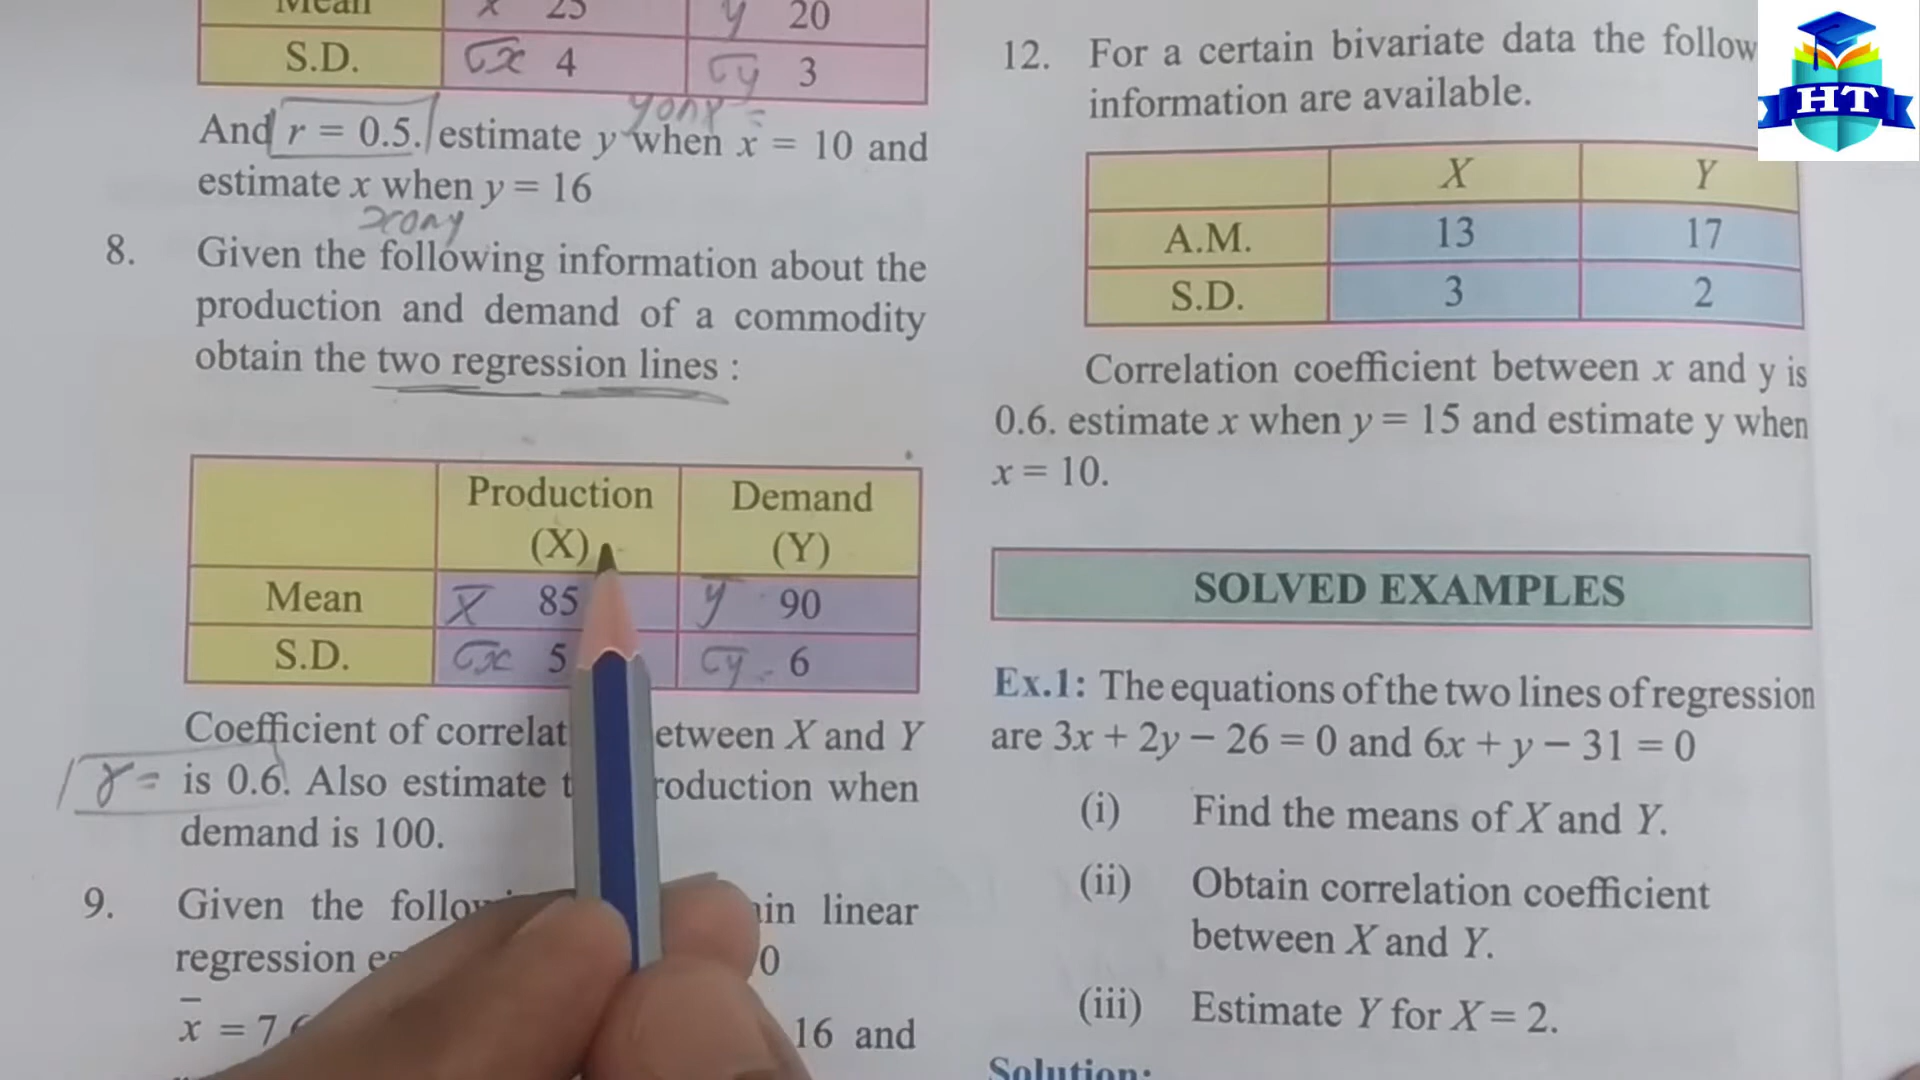 Mean x 25 y 20
S.D. σx 4 σy 3
And r = 0.5. estimate y when x = 10 and
estimate x when y = 16
xony
8. Given the following information about the
production and demand of a commodity
obtain the two regression lines :
Production Demand
(X) (Y)
Mean x̄ 85 ȳ 90
S.D. σx 5 σy 6
Coefficient of correlat etween X and Y
r = is 0.6. Also estimate t roduction when
demand is 100.
9. Given the follow in linear
regression es 0
x̄ = 7.6 16 and
12. For a certain bivariate data the follow
information are available.
X Y
A.M. 13 17
S.D. 3 2
Correlation coefficient between x and y is
0.6. estimate x when y = 15 and estimate y when
x = 10.
SOLVED EXAMPLES
Ex.1: The equations of the two lines of regression
are 3x + 2y − 26 = 0 and 6x + y − 31 = 0
(i) Find the means of X and Y.
(ii) Obtain correlation coefficient
between X and Y.
(iii) Estimate Y for X = 2.
Solution:
HT